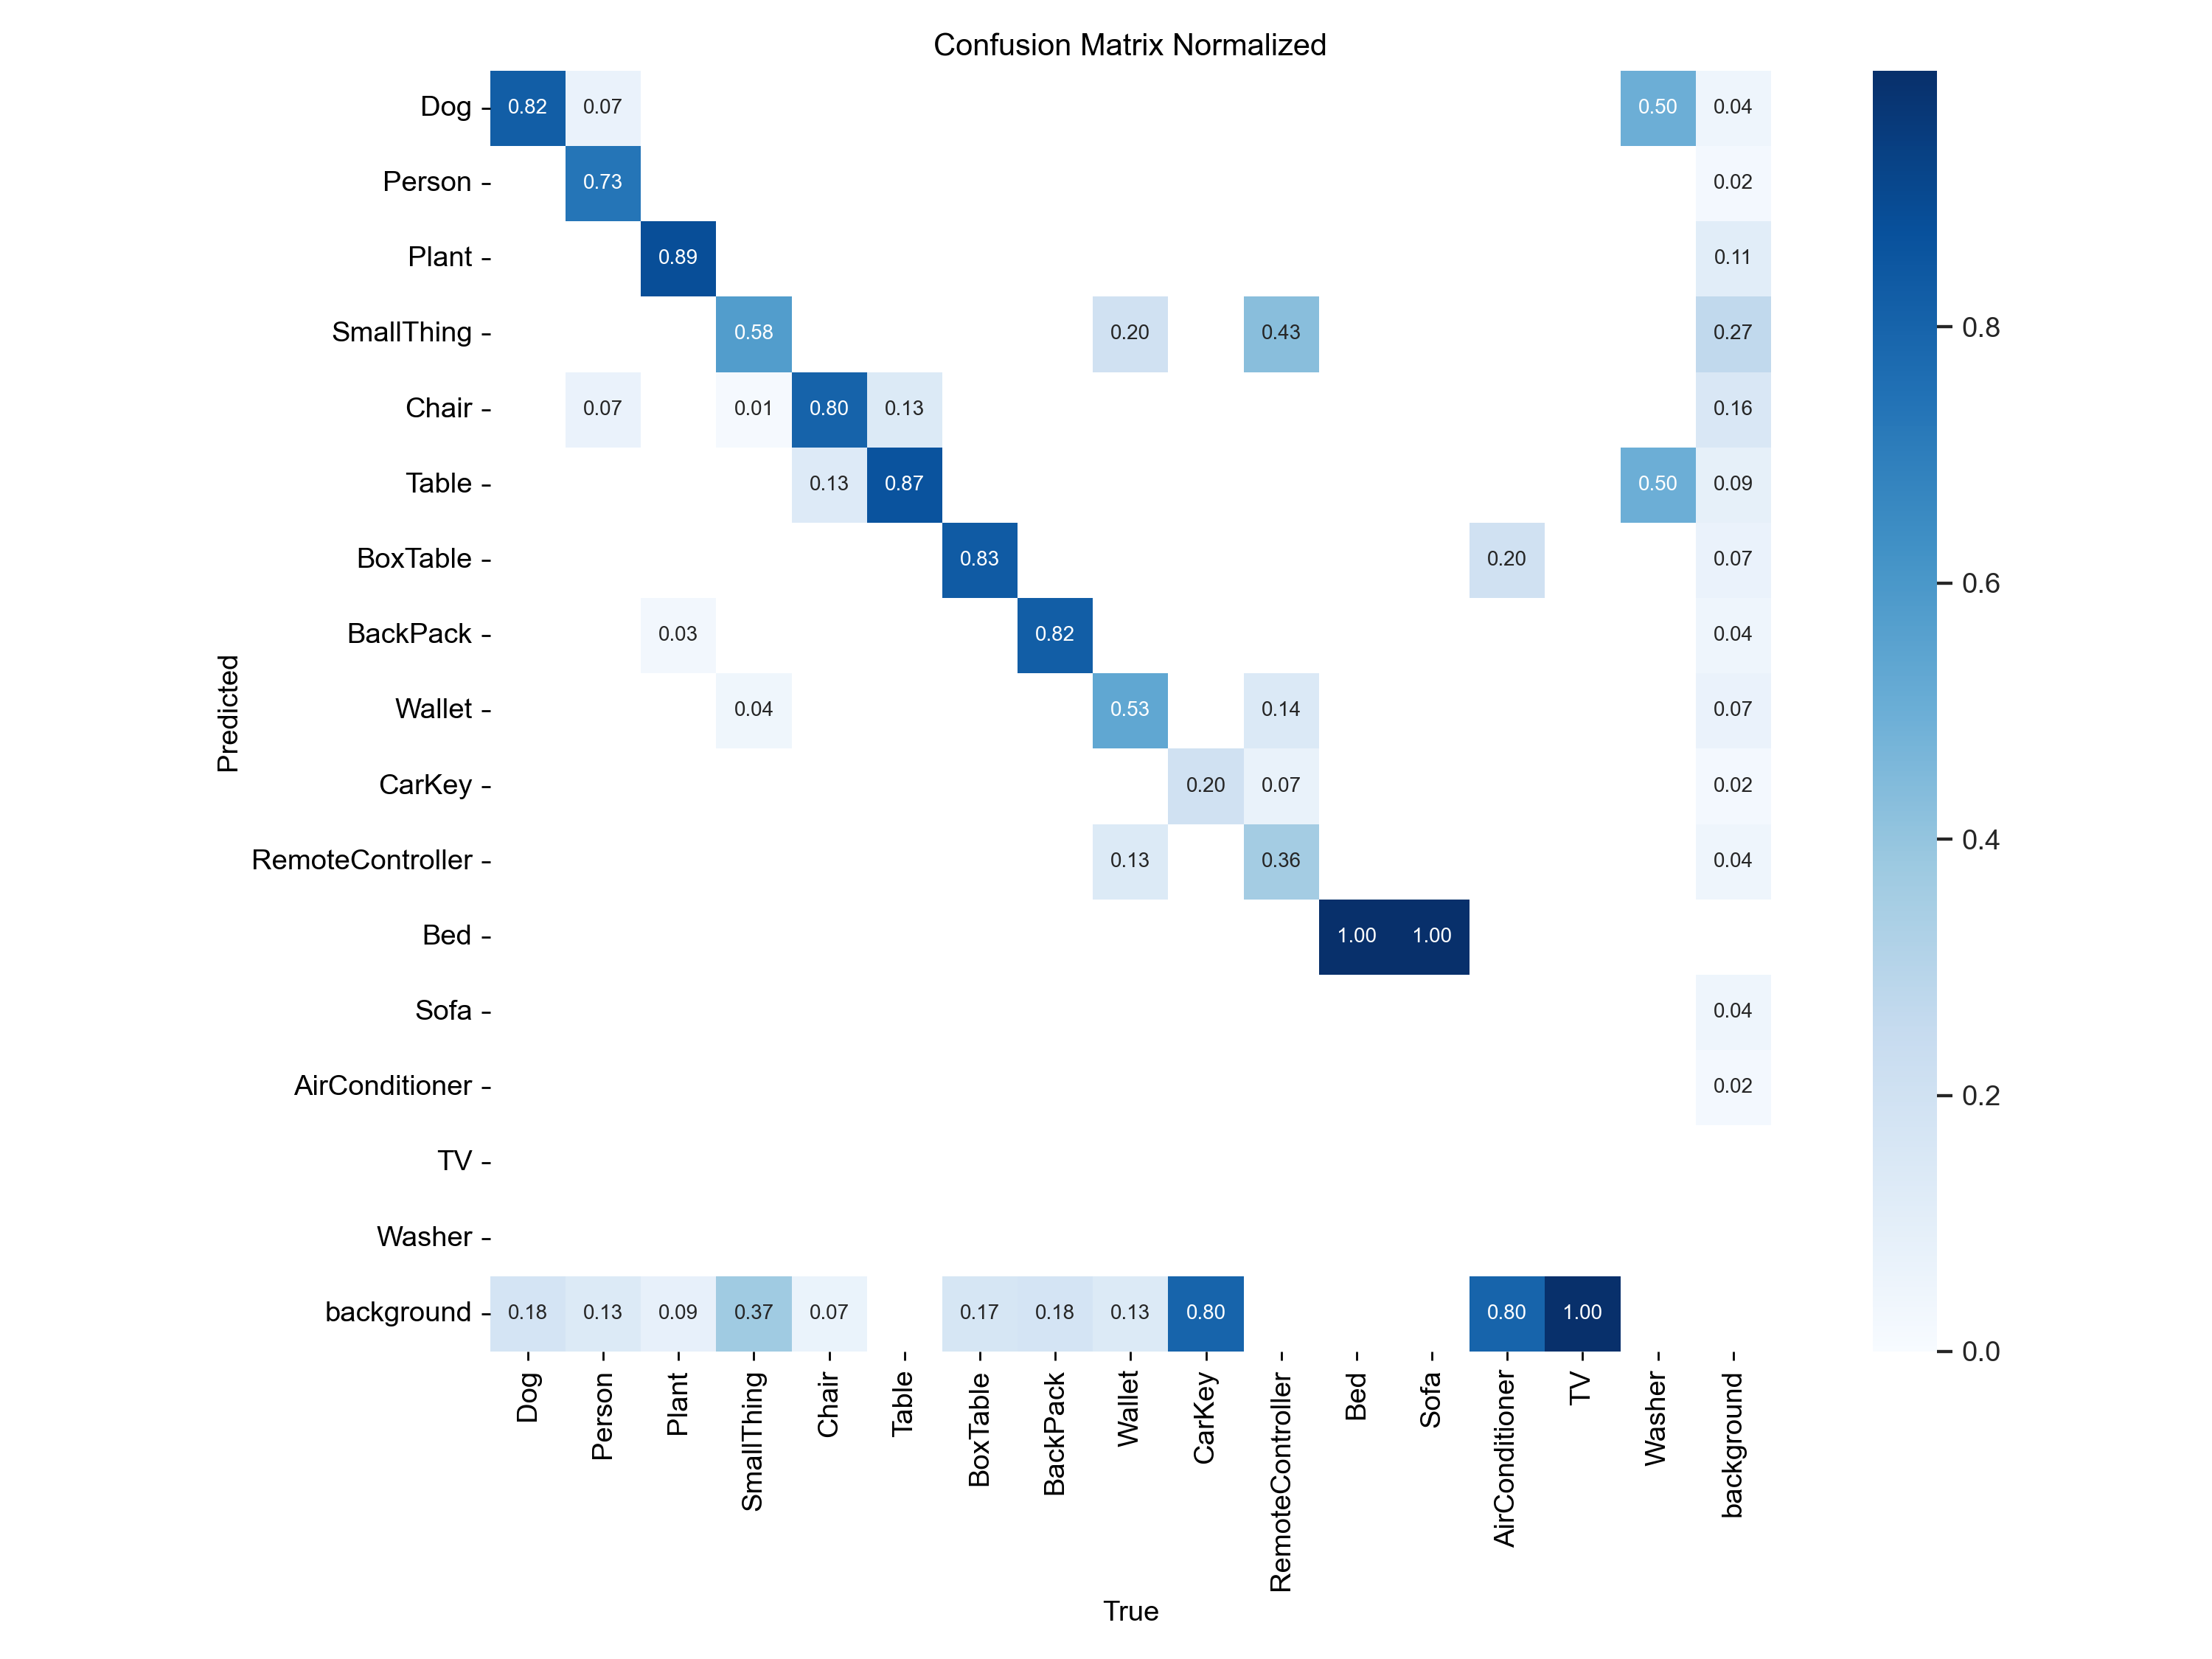 Confusion Matrix Normalized
Dog 0.82 0.07 0.50 0.04
Person 0.73 0.02
Plant 0.89 0.11
SmallThing 0.58 0.20 0.43 0.27
0.8
Chair 0.07 0.01 0.80 0.13 0.16
Table 0.13 0.87 0.50 0.09
BoxTable 0.83 0.20 0.07
0.6
BackPack 0.03 0.82 0.04
Predicted
Wallet 0.04 0.53 0.14 0.07
CarKey 0.20 0.07 0.02
0.4
RemoteController 0.13 0.36 0.04
Bed 1.00 1.00
Sofa 0.04
AirConditioner 0.02
0.2
TV
Washer
background 0.18 0.13 0.09 0.37 0.07 0.17 0.18 0.13 0.80 0.80 1.00
0.0
Dog Person Plant SmallThing Chair Table BoxTable BackPack Wallet CarKey RemoteController Bed Sofa AirConditioner TV Washer background
True